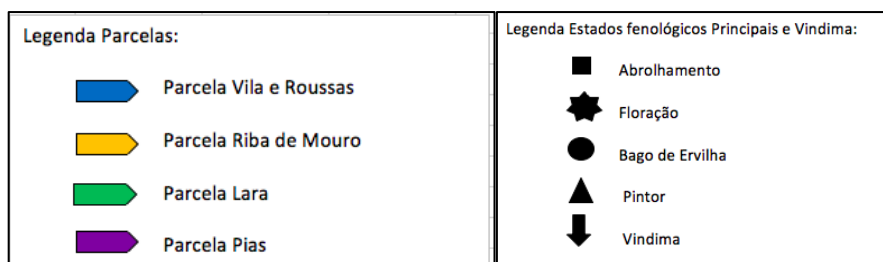 Legenda Parcelas:
Parcela Vila e Roussas
Parcela Riba de Mouro
Parcela Lara
Parcela Pias
Legenda Estados fenológicos Principais e Vindima:
Abrolhamento
Floração
Bago de Ervilha
Pintor
Vindima